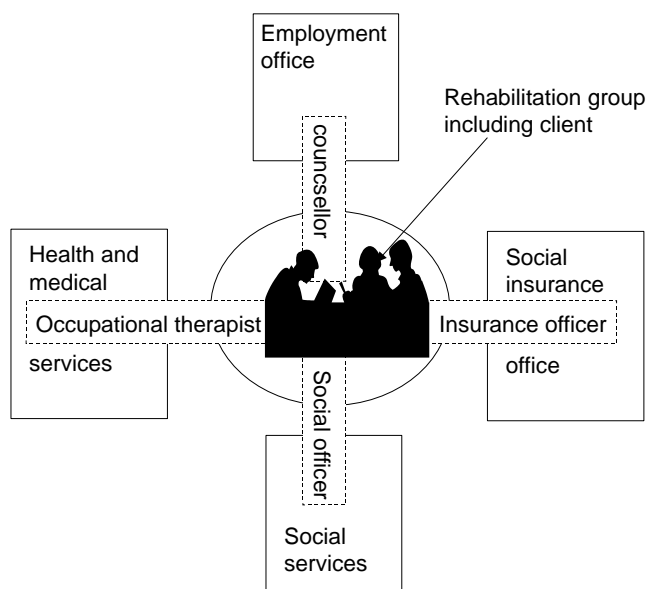 Employment
office
Rehabilitation group
including client
councsellor
Health and
medical
Occupational therapist
services
Social
insurance
Insurance officer
office
Social officer
Social
services